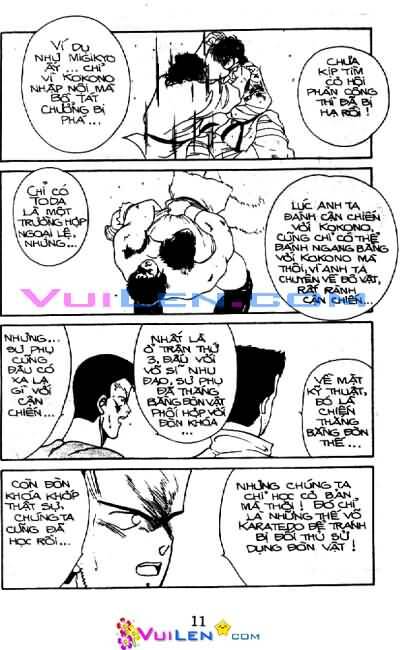 VÍ DỤ
NHƯ MIGIKYO
ẤY... CHỈ
VÌ KOKONO
NHẬP NỘI MÀ
BỐ TÁT
CHƯỞNG BỊ
PHÁ...
CHƯA
KỊP TÌM
CƠ HỘI
PHẢN CÔNG
THÌ ĐÃ BỊ
HẠ RỒI!
CHỈ CÓ
TODA
LÀ MỘT
TRƯỜNG HỢP
NGOẠI LỆ,
NHƯNG...
LÚC ANH TA
ĐÁNH CẬN CHIẾN
VỚI KOKONO,
CŨNG CHỈ CÓ THỂ
ĐÁNH NGANG BẰNG
VỚI KOKONO MÀ
THÔI, VÌ ANH TA
CHUYÊN VỀ ĐÔ VẬT,
RẤT RÀNH
CẬN CHIẾN...
VUILEN.COM
NHƯNG...
SƯ PHỤ
CŨNG
ĐÂU CÓ
XA LẠ
GÌ VỚI
CẬN
CHIẾN...
NHẤT LÀ
Ở TRẬN THỨ
3, ĐẤU VỚI
VÕ SĨ NHU
ĐẠO, SƯ PHỤ
ĐÃ THẮNG
BẰNG ĐÒN VẬT
PHỐI HỢP VỚI
ĐÒN KHÓA...
VỀ MẶT
KỸ THUẬT,
ĐÓ LÀ
CHIẾN
THẮNG
BẰNG ĐÒN
THẾ...
CÒN ĐÒN
KHÓA KHỚP
THẬT SỰ,
CHÚNG TA
CŨNG ĐÃ
HỌC RỒI...
NHƯNG CHÚNG TA
CHỈ HỌC CƠ BẢN
MÀ THÔI! ĐÓ CHỈ
LÀ NHỮNG THẾ VÕ
KARATEDO ĐỂ TRÁNH
BỊ ĐỐI THỦ SỬ
DỤNG ĐÒN VẬT!
11
VUILEN.COM